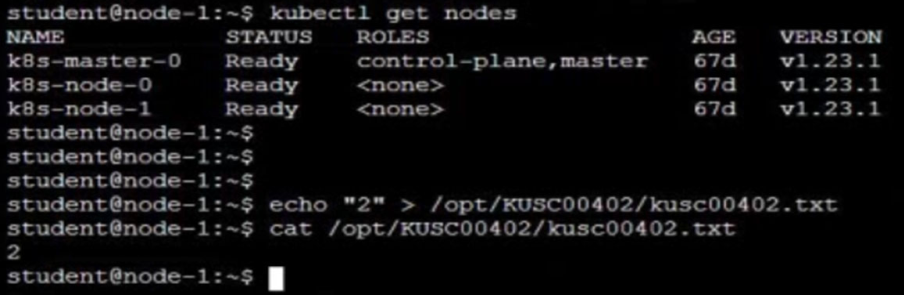 student@node-1:~$ kubectl get nodes
NAME STATUS ROLES AGE VERSION
k8s-master-0 Ready control-plane,master 67d v1.23.1
k8s-node-0 Ready <none> 67d v1.23.1
k8s-node-1 Ready <none> 67d v1.23.1
student@node-1:~$
student@node-1:~$
student@node-1:~$
student@node-1:~$ echo "2" > /opt/KUSC00402/kusc00402.txt
student@node-1:~$ cat /opt/KUSC00402/kusc00402.txt
2
student@node-1:~$